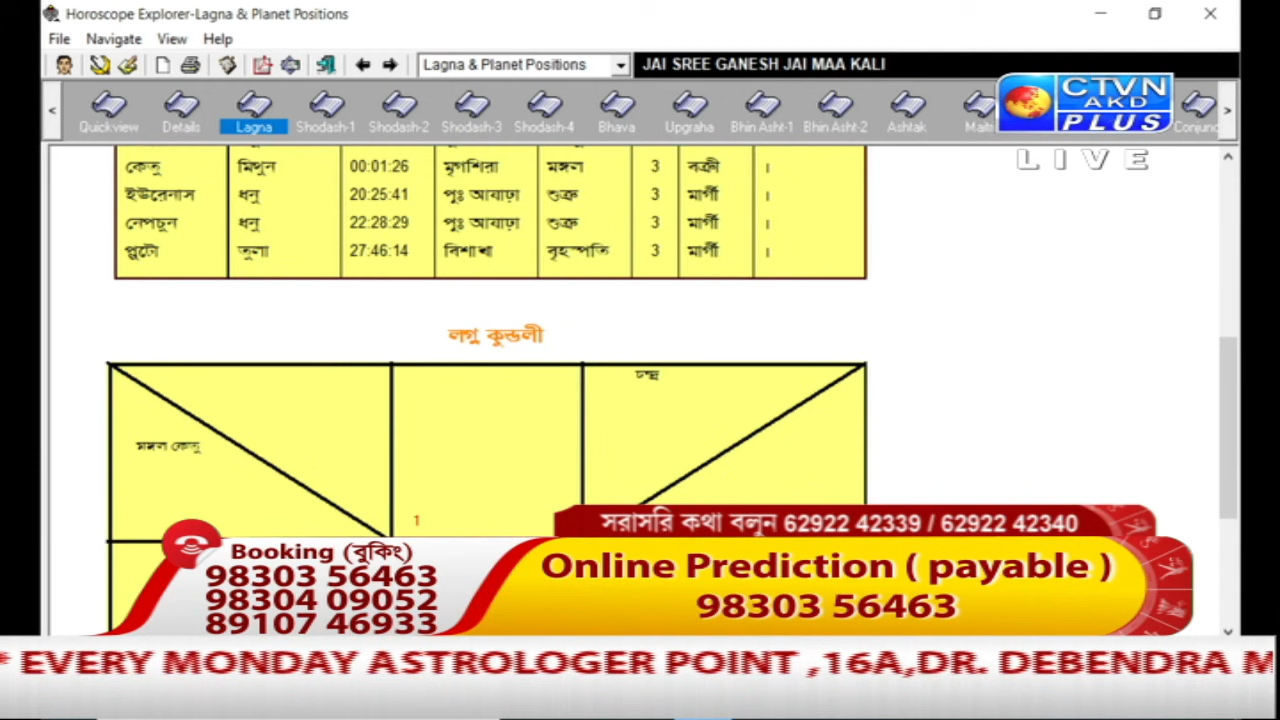 Horoscope Explorer-Lagna & Planet Positions
File Navigate View Help
Lagna & Planet Positions
JAI SREE GANESH JAI MAA KALI
Quickview Details Lagna Shodash-1 Shodash-2 Shodash-3 Shodash-4 Bhava Upgraha Bhin Asht-1 Bhin Asht-2 Ashtak
CTVN
AKD
PLUS
LIVE
কেতু মিথুন 00:01:26 মৃগশিরা মঙ্গল 3 বক্রী ।
ইউরেনাস ধনু 20:25:41 পুঃ আষাঢ়া শুক্র 3 মার্গী ।
নেপচুন ধনু 22:28:29 পুঃ আষাঢ়া শুক্র 3 মার্গী ।
প্লুটো তুলা 27:46:14 বিশাখা বৃহস্পতি 3 মার্গী ।
লগ্ন কুন্ডলী
চন্দ্র
মঙ্গল কেতু
1
সরাসরি কথা বলুন 62922 42339 / 62922 42340
Booking (বুকিং)
98303 56463
98304 09052
89107 46933
Online Prediction ( payable )
98303 56463
* EVERY MONDAY ASTROLOGER POINT ,16A,DR. DEBENDRA M